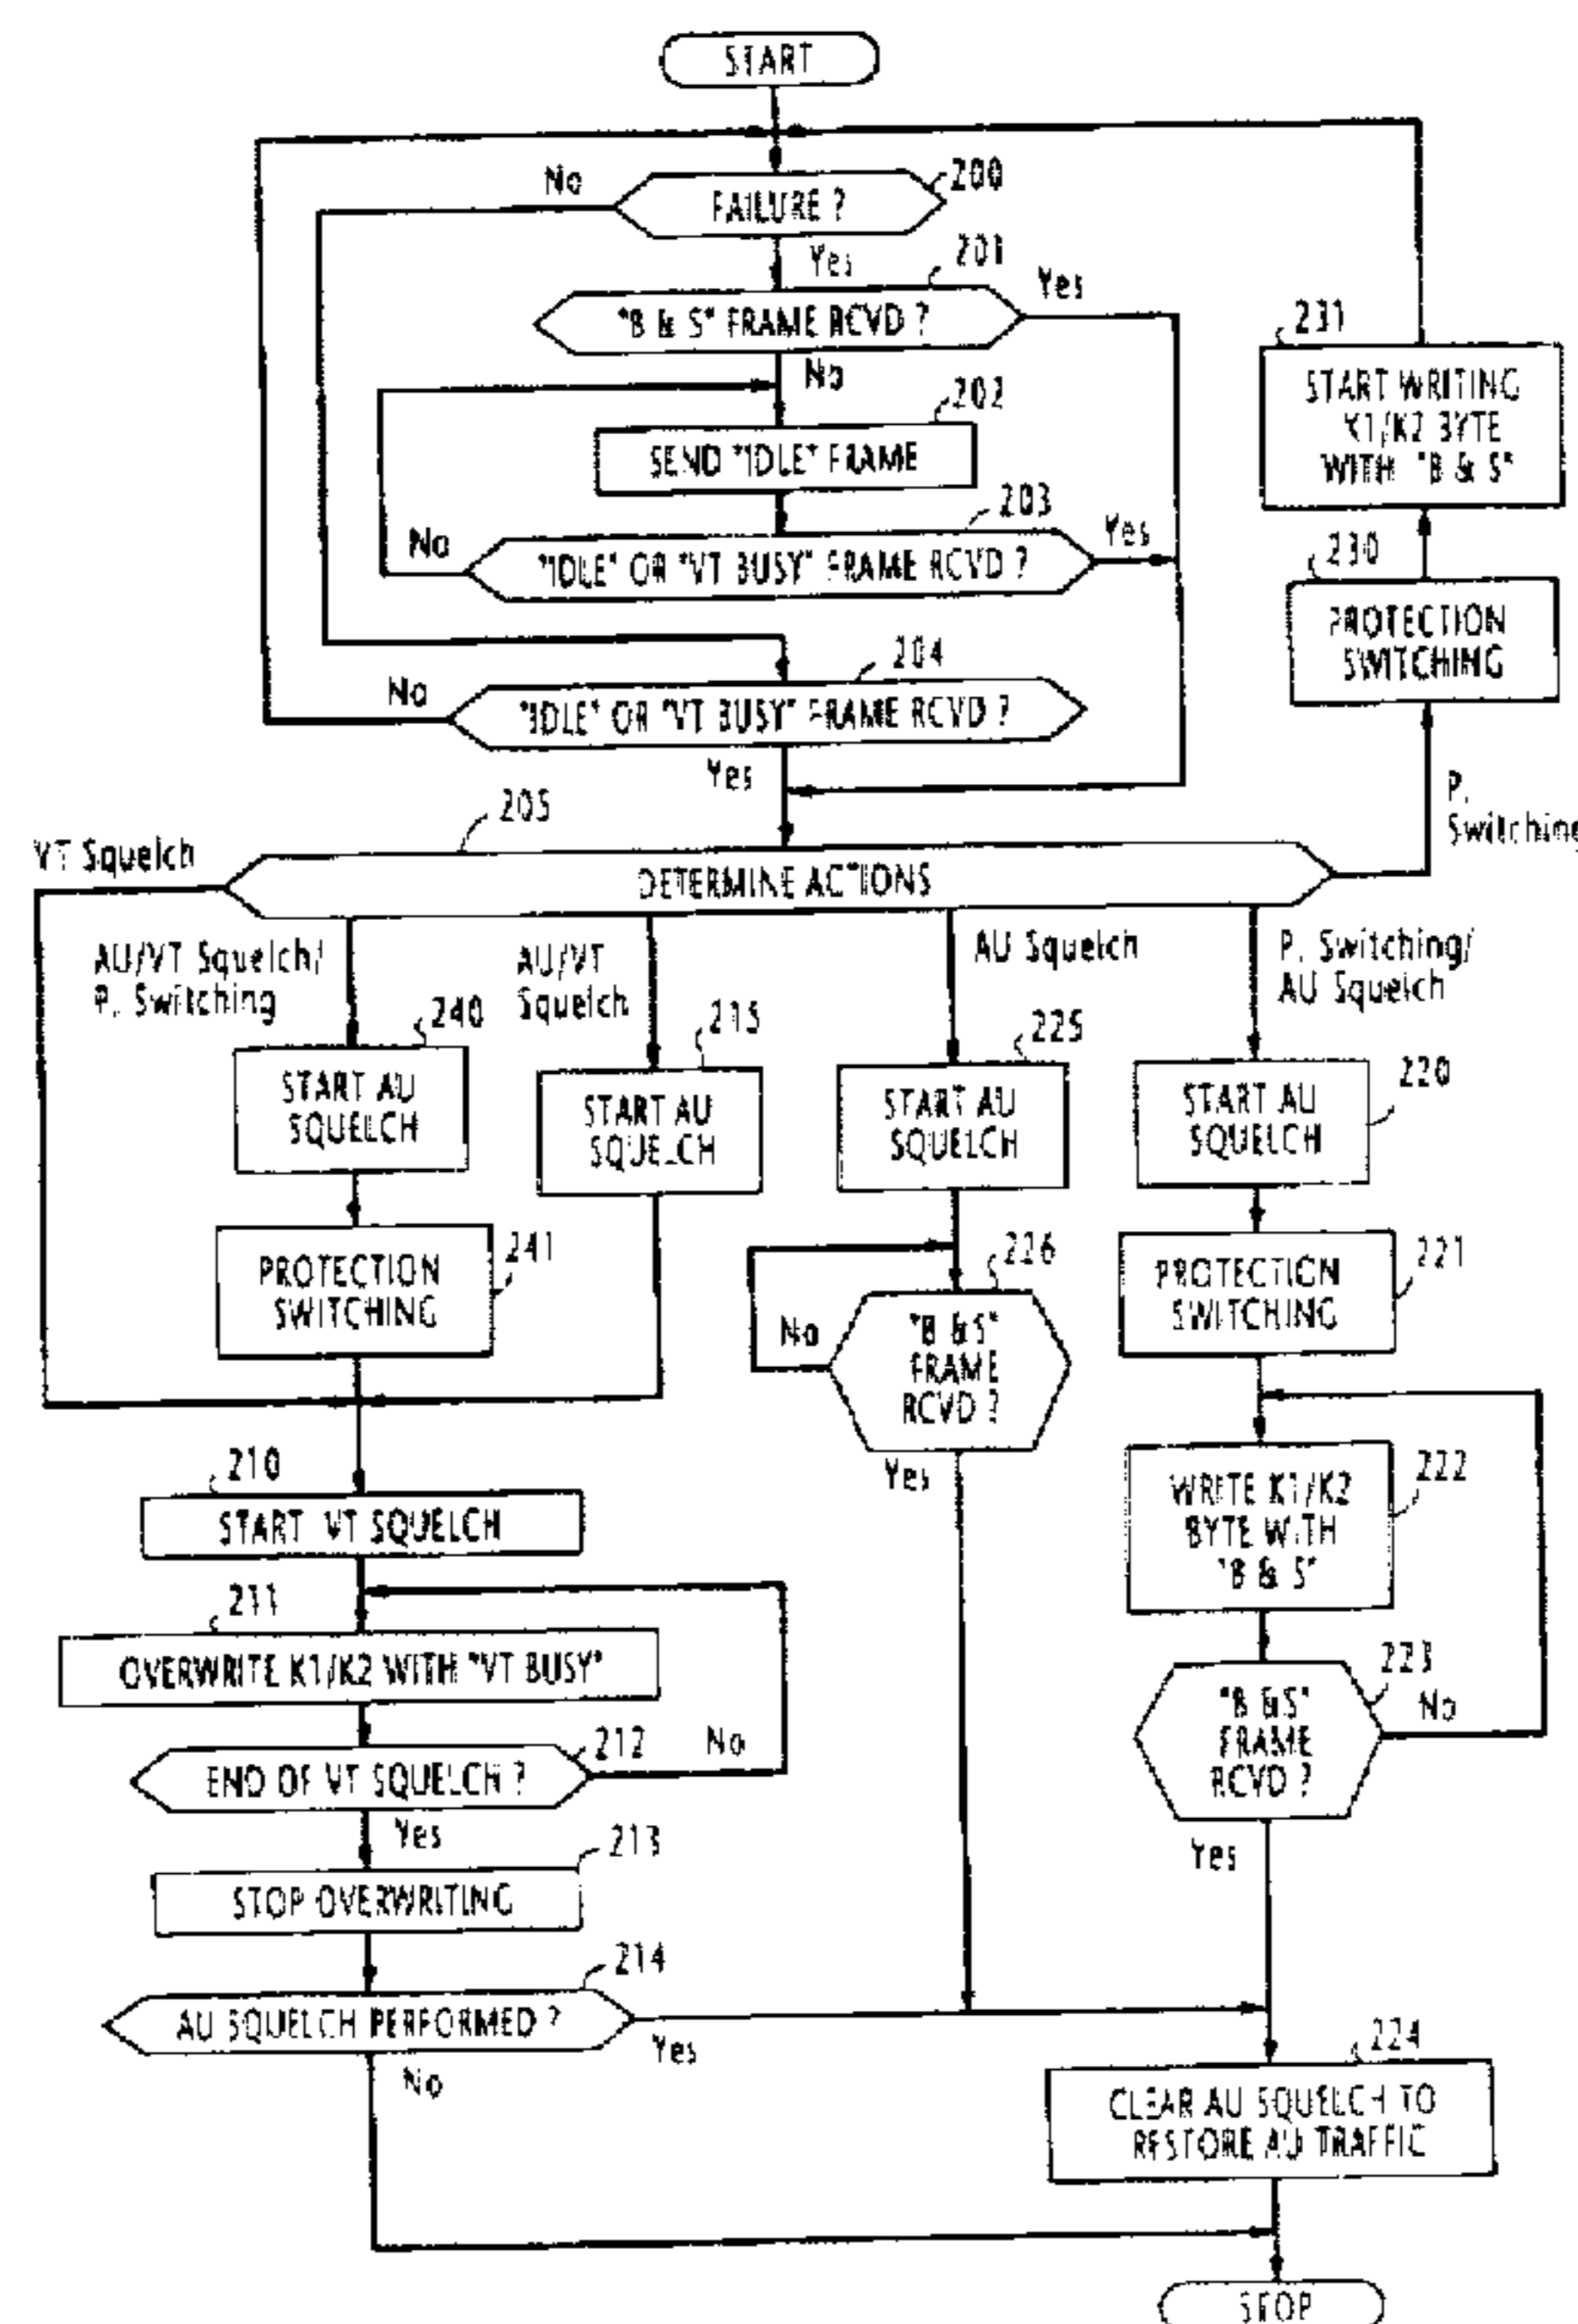 START
No
200
FAILURE ?
Yes
201
Yes
"B & S" FRAME RCVD ?
No
202
SEND "IDLE" FRAME
203
No
Yes
"IDLE" OR "VT BUSY" FRAME RCVD ?
204
No
"IDLE" OR "VT BUSY" FRAME RCVD ?
Yes
231
START WRITING
K1/K2 BYTE
WITH "B & S"
230
PROTECTION
SWITCHING
P.
Switching
205
VT Squelch
DETERMINE ACTIONS
AU/VT Squelch/
P. Switching
AU/VT
Squelch
AU Squelch
P. Switching/
AU Squelch
240
START AU
SQUELCH
215
START AU
SQUELCH
225
START AU
SQUELCH
220
START AU
SQUELCH
241
PROTECTION
SWITCHING
226
No
"B & S"
FRAME
RCVD ?
Yes
221
PROTECTION
SWITCHING
210
START VT SQUELCH
222
WRITE K1/K2
BYTE WITH
"B & S"
211
OVERWRITE K1/K2 WITH "VT BUSY"
212
No
END OF VT SQUELCH ?
Yes
223
No
"B & S"
FRAME
RCVD ?
Yes
213
STOP OVERWRITING
214
AU SQUELCH PERFORMED ?
Yes
No
224
CLEAR AU SQUELCH TO
RESTORE AU TRAFFIC
STOP